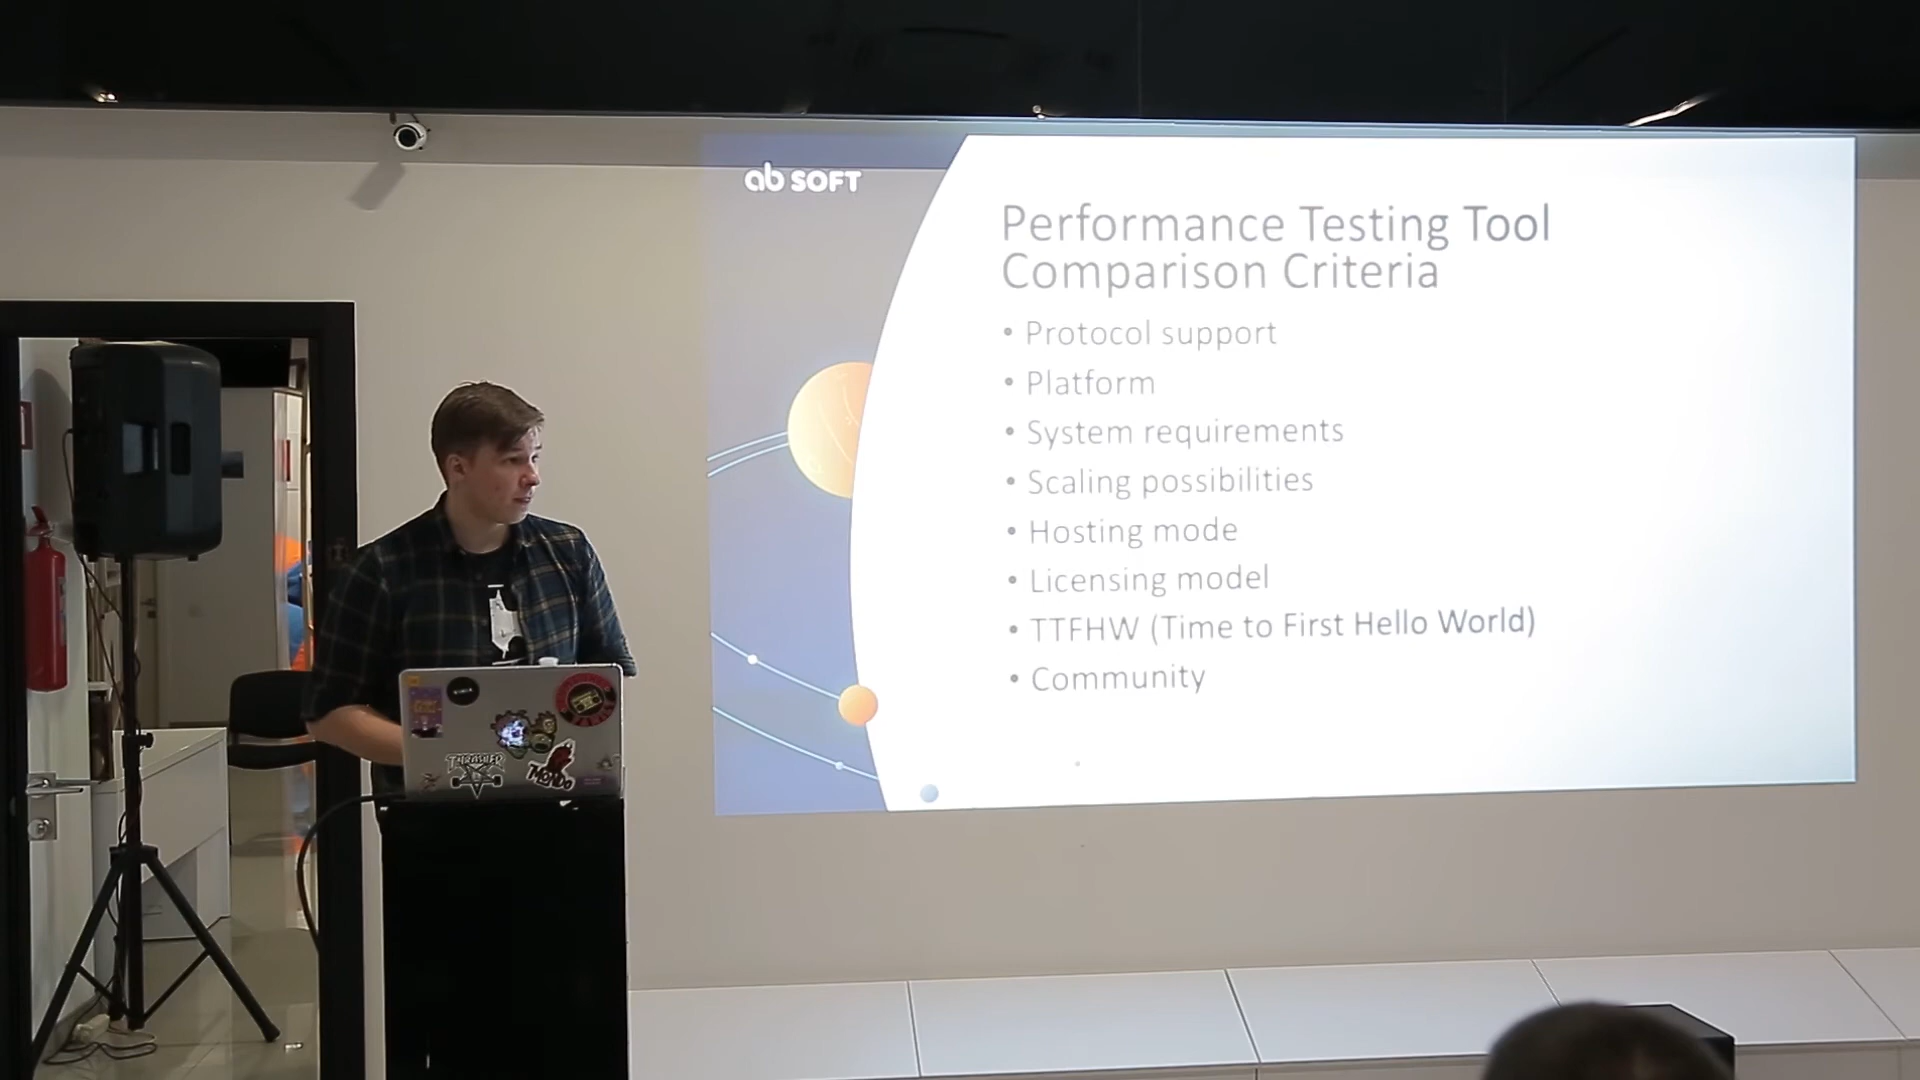 ab SOFT
Performance Testing Tool
Comparison Criteria
• Protocol support
• Platform
• System requirements
• Scaling possibilities
• Hosting mode
• Licensing model
• TTFHW (Time to First Hello World)
• Community
THRASHER
MONDO